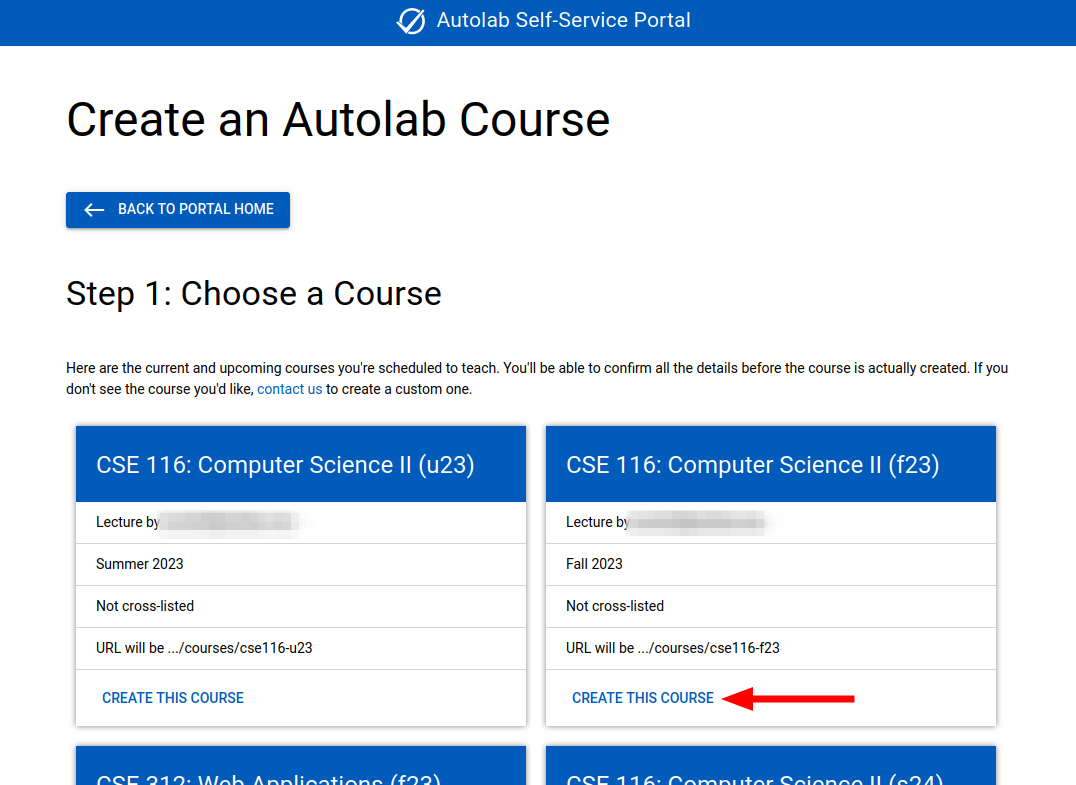 Autolab Self-Service Portal
Create an Autolab Course
BACK TO PORTAL HOME
Step 1: Choose a Course
Here are the current and upcoming courses you're scheduled to teach. You'll be able to confirm all the details before the course is actually created. If you
don't see the course you'd like, contact us to create a custom one.
CSE 116: Computer Science II (u23)
Lecture by
Summer 2023
Not cross-listed
URL will be .../courses/cse116-u23
CREATE THIS COURSE
CSE 116: Computer Science II (f23)
Lecture by
Fall 2023
Not cross-listed
URL will be .../courses/cse116-f23
CREATE THIS COURSE
CSE 312: Web Applications (f23)
CSE 116: Computer Science II (s24)